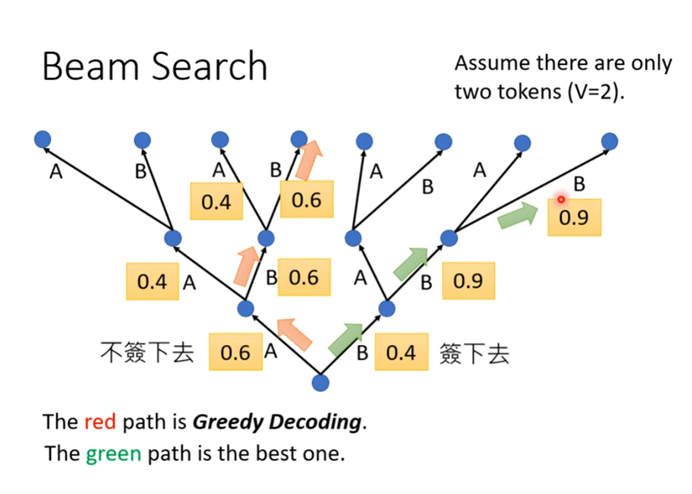 Beam Search
Assume there are only
two tokens (V=2).
A B A B A B A B
0.4 0.6 0.9
0.4 A B 0.6 A B 0.9
不簽下去 0.6 A B 0.4 簽下去
The red path is Greedy Decoding.
The green path is the best one.